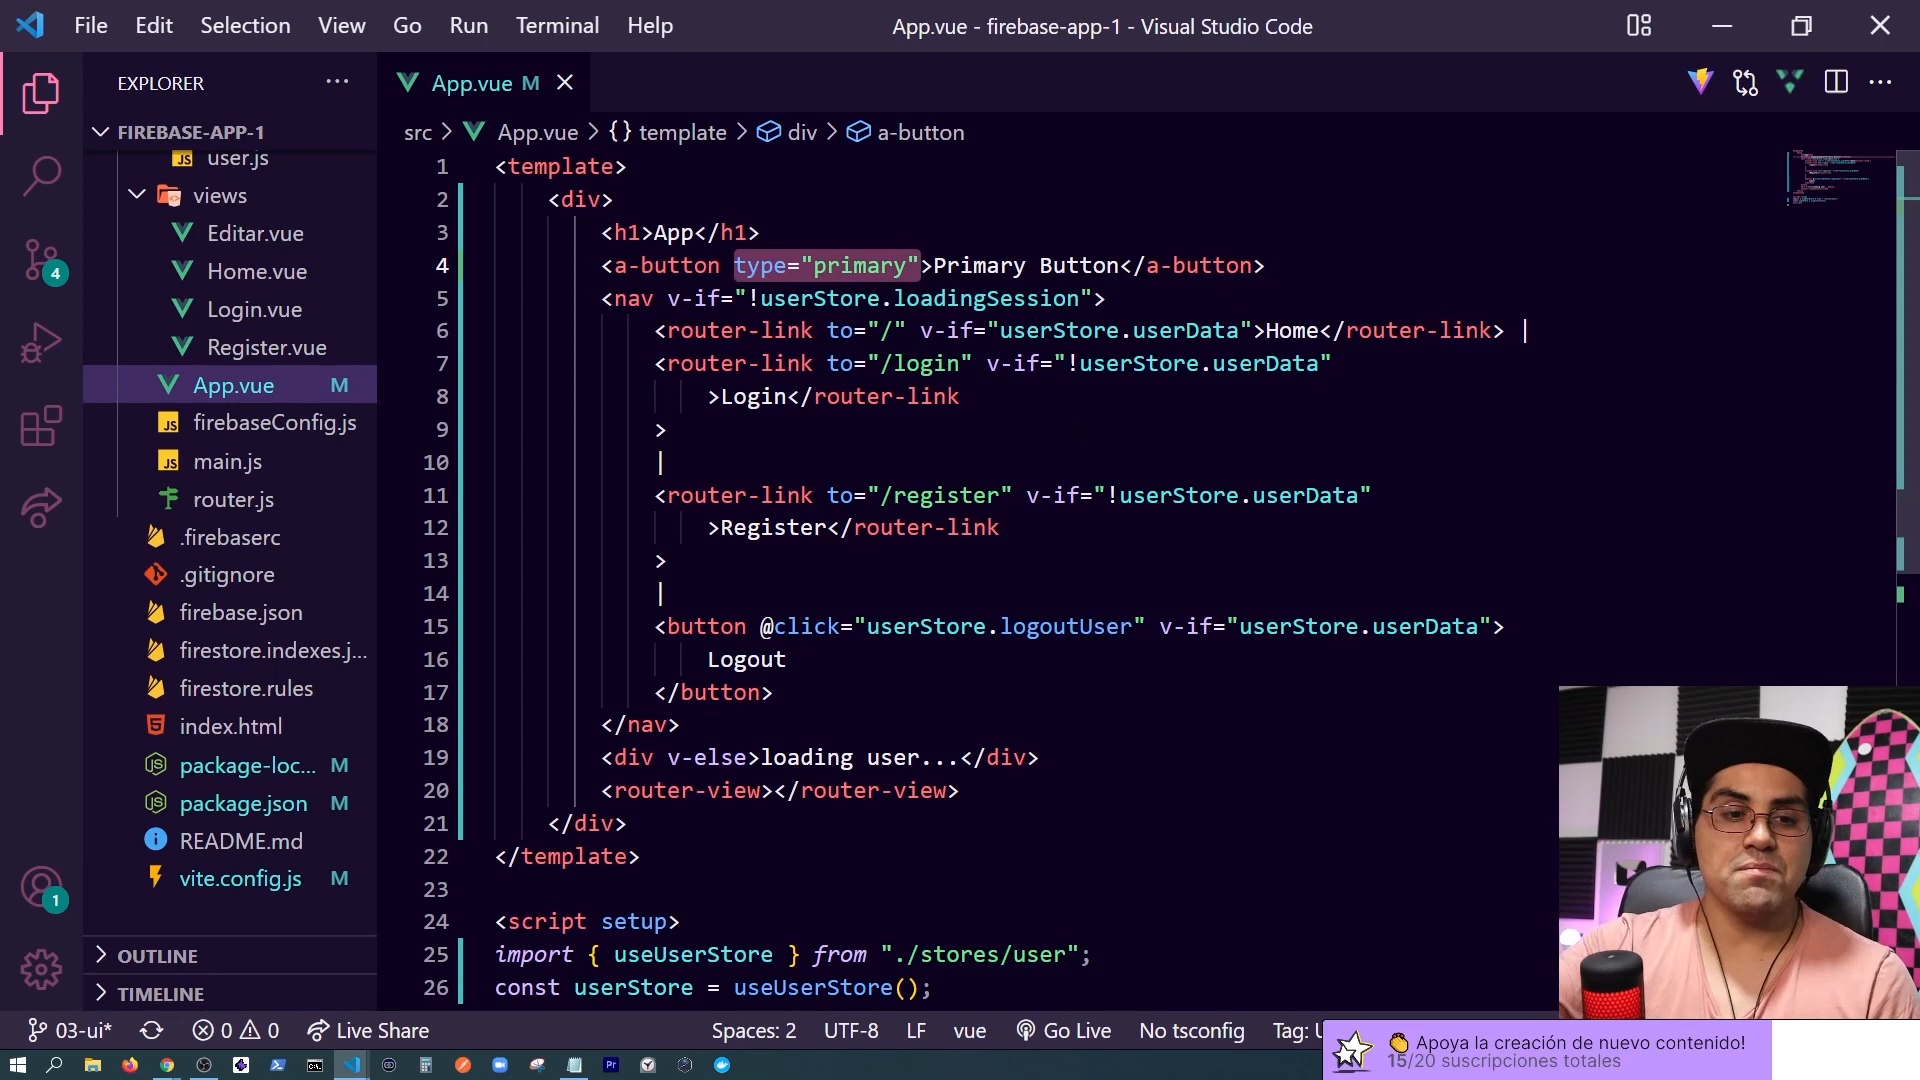 File Edit Selection View Go Run Terminal Help
App.vue - firebase-app-1 - Visual Studio Code
EXPLORER
App.vue M
FIREBASE-APP-1
user.js
views
Editar.vue
Home.vue
Login.vue
Register.vue
App.vue M
firebaseConfig.js
main.js
router.js
.firebaserc
.gitignore
firebase.json
firestore.indexes.j...
firestore.rules
index.html
package-loc... M
package.json M
README.md
vite.config.js M
OUTLINE
TIMELINE
4
1
src > App.vue > {} template > div > a-button
1 <template>
2 <div>
3 <h1>App</h1>
4 <a-button type="primary">Primary Button</a-button>
5 <nav v-if="!userStore.loadingSession">
6 <router-link to="/" v-if="userStore.userData">Home</router-link> |
7 <router-link to="/login" v-if="!userStore.userData"
8 >Login</router-link
9 >
10 |
11 <router-link to="/register" v-if="!userStore.userData"
12 >Register</router-link
13 >
14 |
15 <button @click="userStore.logoutUser" v-if="userStore.userData">
16 Logout
17 </button>
18 </nav>
19 <div v-else>loading user...</div>
20 <router-view></router-view>
21 </div>
22 </template>
23
24 <script setup>
25 import { useUserStore } from "./stores/user";
26 const userStore = useUserStore();
03-ui* 0 0 Live Share Spaces: 2 UTF-8 LF vue Go Live No tsconfig Tag:
Apoya la creación de nuevo contenido!
15/20 suscripciones totales